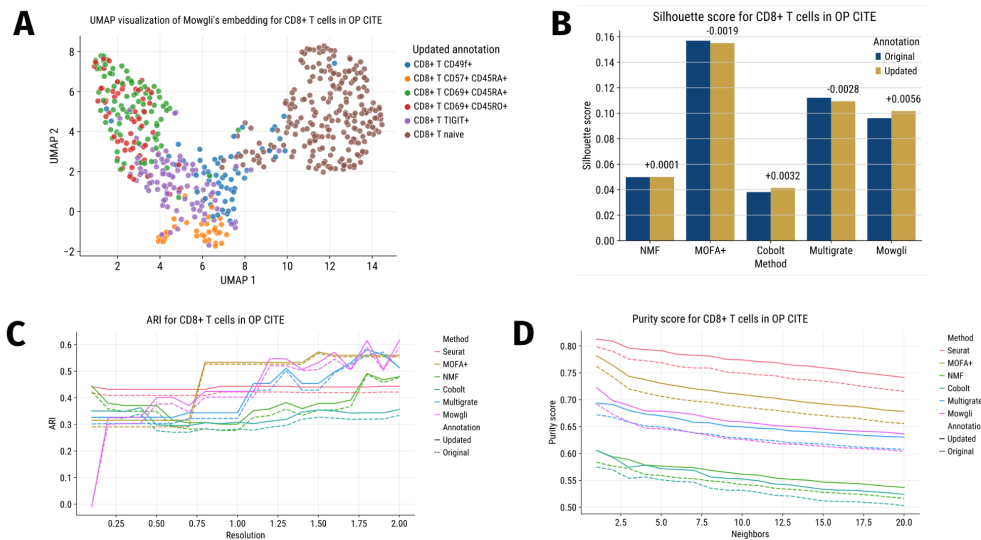 A
UMAP visualization of Mowgli's embedding for CD8+ T cells in OP CITE
8
6
4
2
0
−2
UMAP 2
2
4
6
8
10
12
14
UMAP 1
Updated annotation
CD8+ T CD49f+
CD8+ T CD57+ CD45RA+
CD8+ T CD69+ CD45RA+
CD8+ T CD69+ CD45RO+
CD8+ T TIGIT+
CD8+ T naive
B
Silhouette score for CD8+ T cells in OP CITE
0.16
0.14
0.12
0.10
0.08
0.06
0.04
0.02
0.00
Silhouette score
+0.0001
-0.0019
+0.0032
-0.0028
+0.0056
Annotation
Original
Updated
NMF
MOFA+
Cobolt
Multigrate
Mowgli
Method
C
ARI for CD8+ T cells in OP CITE
0.6
0.5
0.4
0.3
0.2
0.1
0.0
ARI
0.25
0.50
0.75
1.00
1.25
1.50
1.75
2.00
Resolution
Method
Seurat
MOFA+
NMF
Cobolt
Multigrate
Mowgli
Annotation
Updated
Original
D
Purity score for CD8+ T cells in OP CITE
0.80
0.75
0.70
0.65
0.60
0.55
0.50
Purity score
2.5
5.0
7.5
10.0
12.5
15.0
17.5
20.0
Neighbors
Method
Seurat
MOFA+
NMF
Cobolt
Multigrate
Mowgli
Annotatio
Updated
Original